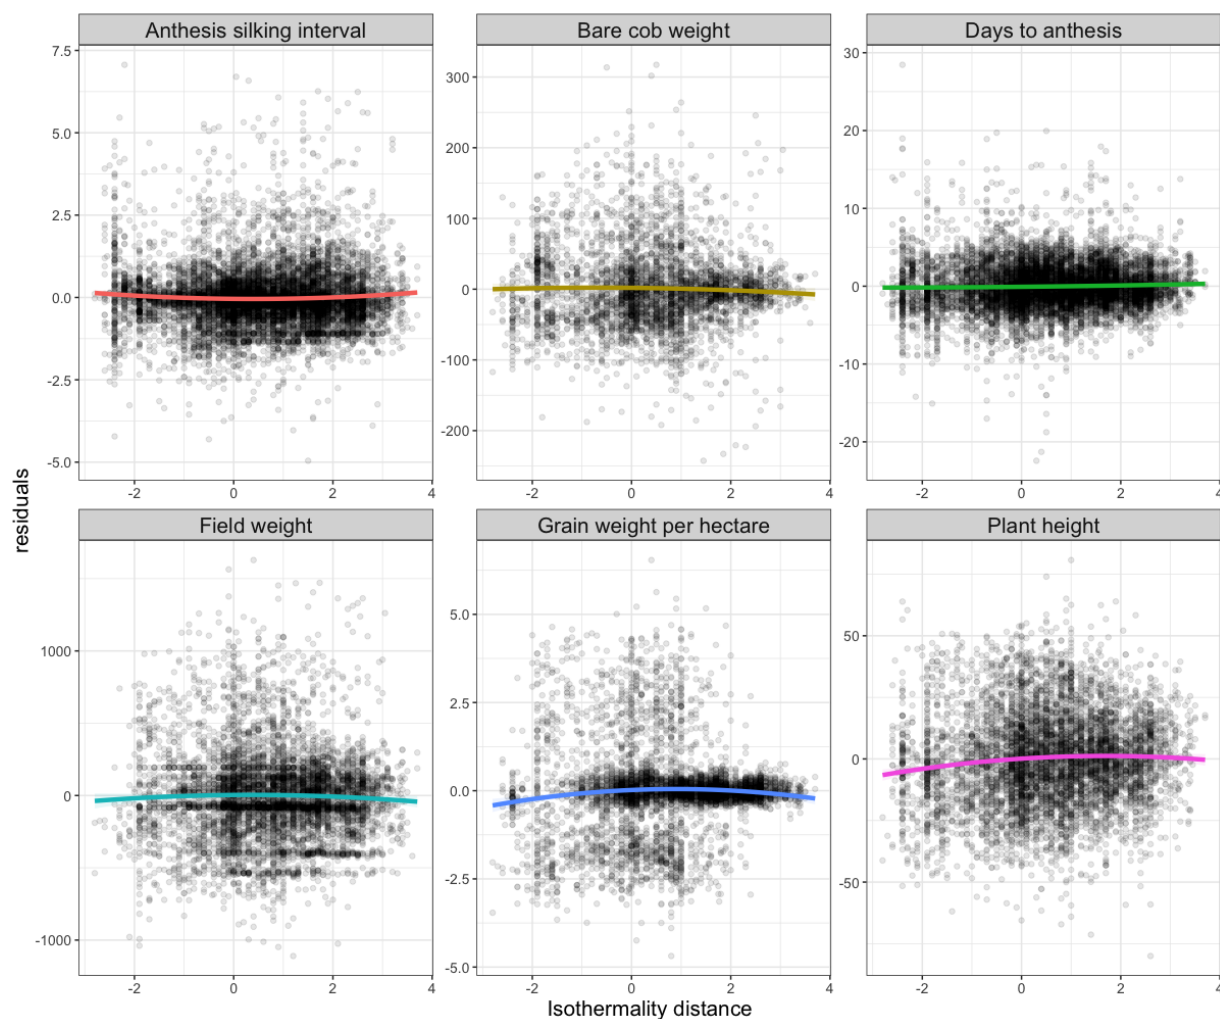 Anthesis silking interval
Bare cob weight
Days to anthesis
7.5
5.0
2.5
0.0
-2.5
-5.0
300
200
100
0
-100
-200
30
20
10
0
-10
-20
-2 0 2 4
-2 0 2 4
-2 0 2 4
residuals
Field weight
Grain weight per hectare
Plant height
1000
0
-1000
5.0
2.5
0.0
-2.5
-5.0
50
0
-50
-2 0 2 4
-2 0 2 4
-2 0 2 4
Isothermality distance